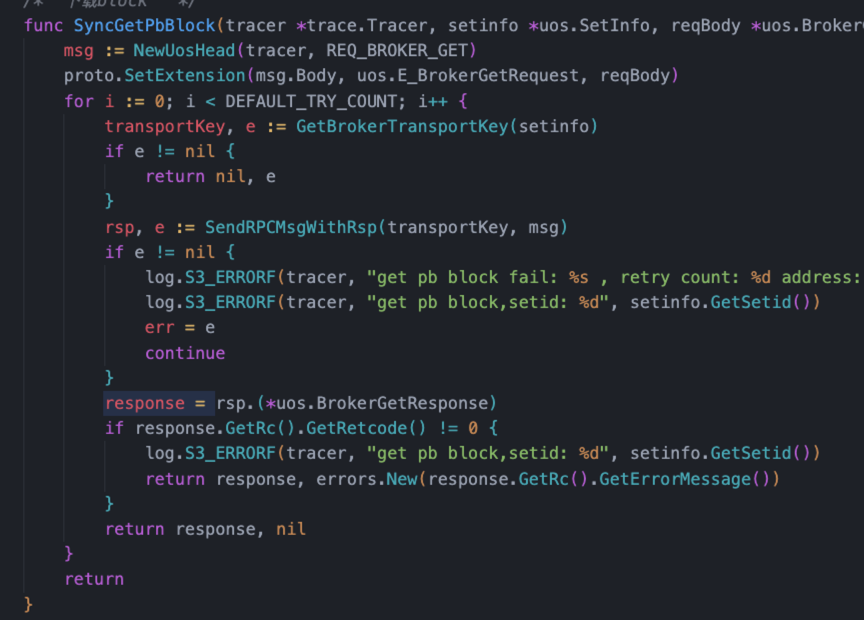 /* 下载block */
func SyncGetPbBlock(tracer *trace.Tracer, setinfo *uos.SetInfo, reqBody *uos.Broker
msg := NewUosHead(tracer, REQ_BROKER_GET)
proto.SetExtension(msg.Body, uos.E_BrokerGetRequest, reqBody)
for i := 0; i < DEFAULT_TRY_COUNT; i++ {
transportKey, e := GetBrokerTransportKey(setinfo)
if e != nil {
return nil, e
}
rsp, e := SendRPCMsgWithRsp(transportKey, msg)
if e != nil {
log.S3_ERRORF(tracer, "get pb block fail: %s , retry count: %d address:
log.S3_ERRORF(tracer, "get pb block,setid: %d", setinfo.GetSetid())
err = e
continue
}
response = rsp.(*uos.BrokerGetResponse)
if response.GetRc().GetRetcode() != 0 {
log.S3_ERRORF(tracer, "get pb block,setid: %d", setinfo.GetSetid())
return response, errors.New(response.GetRc().GetErrorMessage())
}
return response, nil
}
return
}